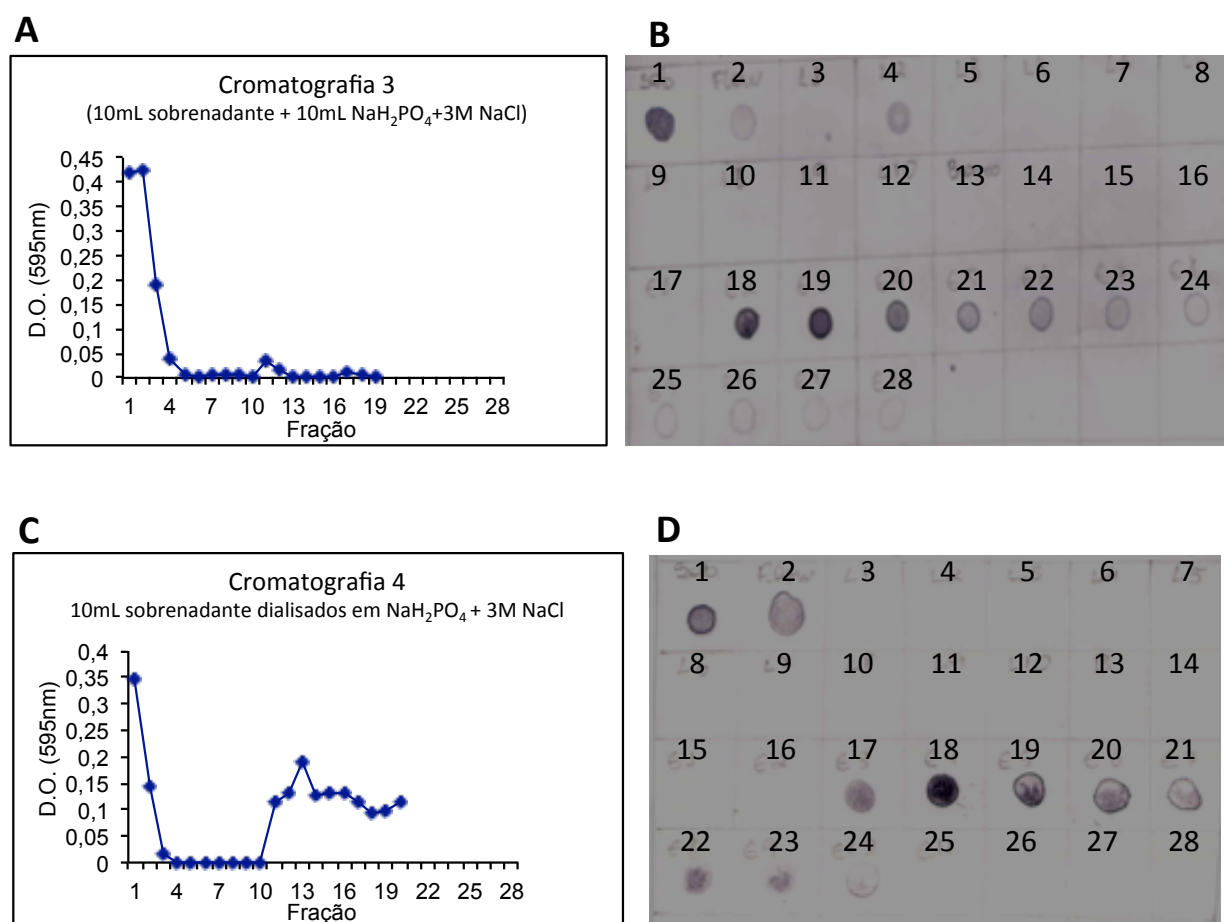 A
Cromatografia 3
(10mL sobrenadante + 10mL NaH₂PO₄+3M NaCl)
D.O. (595nm)
0,45
0,4
0,35
0,3
0,25
0,2
0,15
0,1
0,05
0
1 4 7 10 13 16 19 22 25 28
Fração
B
1 2 3 4 5 6 7 8
9 10 11 12 13 14 15 16
17 18 19 20 21 22 23 24
25 26 27 28
C
Cromatografia 4
10mL sobrenadante dialisados em NaH₂PO₄ + 3M NaCl
D.O. (595nm)
0,4
0,35
0,3
0,25
0,2
0,15
0,1
0,05
0
1 4 7 10 13 16 19 22 25 28
Fração
D
1 2 3 4 5 6 7
8 9 10 11 12 13 14
15 16 17 18 19 20 21
22 23 24 25 26 27 28